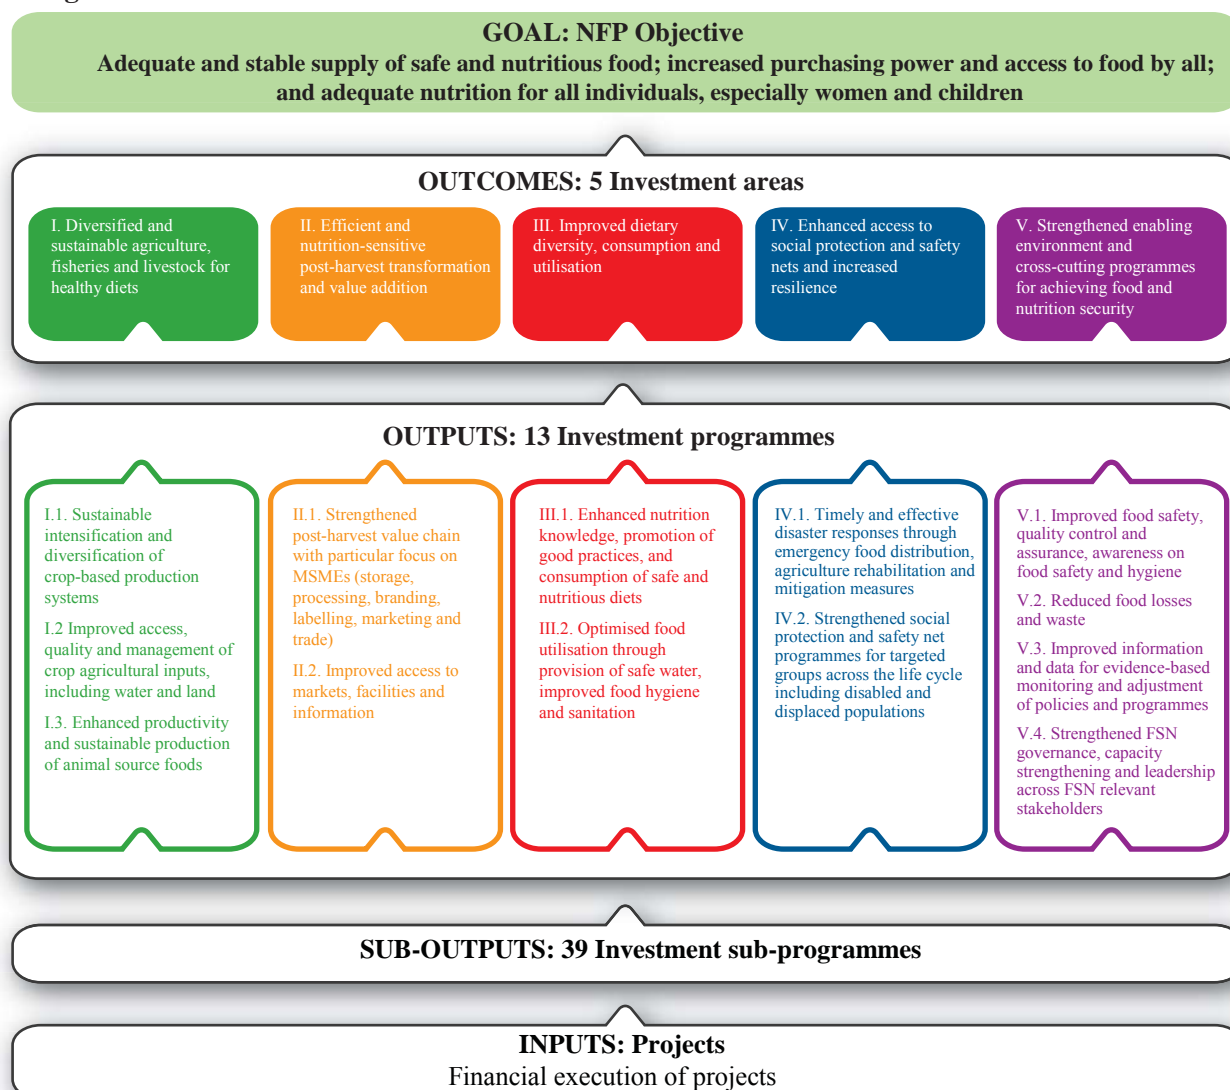 GOAL: NFP Objective
Adequate and stable supply of safe and nutritious food; increased purchasing power and access to food by all;
and adequate nutrition for all individuals, especially women and children
OUTCOMES: 5 Investment areas
I. Diversified and
sustainable agriculture,
fisheries and livestock for
healthy diets
II. Efficient and
nutrition-sensitive
post-harvest transformation
and value addition
III. Improved dietary
diversity, consumption and
utilisation
IV. Enhanced access to
social protection and safety
nets and increased
resilience
V. Strengthened enabling
environment and
cross-cutting programmes
for achieving food and
nutrition security
OUTPUTS: 13 Investment programmes
I.1. Sustainable
intensification and
diversification of
crop-based production
systems
I.2 Improved access,
quality and management of
crop agricultural inputs,
including water and land
I.3. Enhanced productivity
and sustainable production
of animal source foods
II.1. Strengthened
post-harvest value chain
with particular focus on
MSMEs (storage,
processing, branding,
labelling, marketing and
trade)
II.2. Improved access to
markets, facilities and
information
III.1. Enhanced nutrition
knowledge, promotion of
good practices, and
consumption of safe and
nutritious diets
III.2. Optimised food
utilisation through
provision of safe water,
improved food hygiene
and sanitation
IV.1. Timely and effective
disaster responses through
emergency food distribution,
agriculture rehabilitation and
mitigation measures
IV.2. Strengthened social
protection and safety net
programmes for targeted
groups across the life cycle
including disabled and
displaced populations
V.1. Improved food safety,
quality control and
assurance, awareness on
food safety and hygiene
V.2. Reduced food losses
and waste
V.3. Improved information
and data for evidence-based
monitoring and adjustment
of policies and programmes
V.4. Strengthened FSN
governance, capacity
strengthening and leadership
across FSN relevant
stakeholders
SUB-OUTPUTS: 39 Investment sub-programmes
INPUTS: Projects
Financial execution of projects